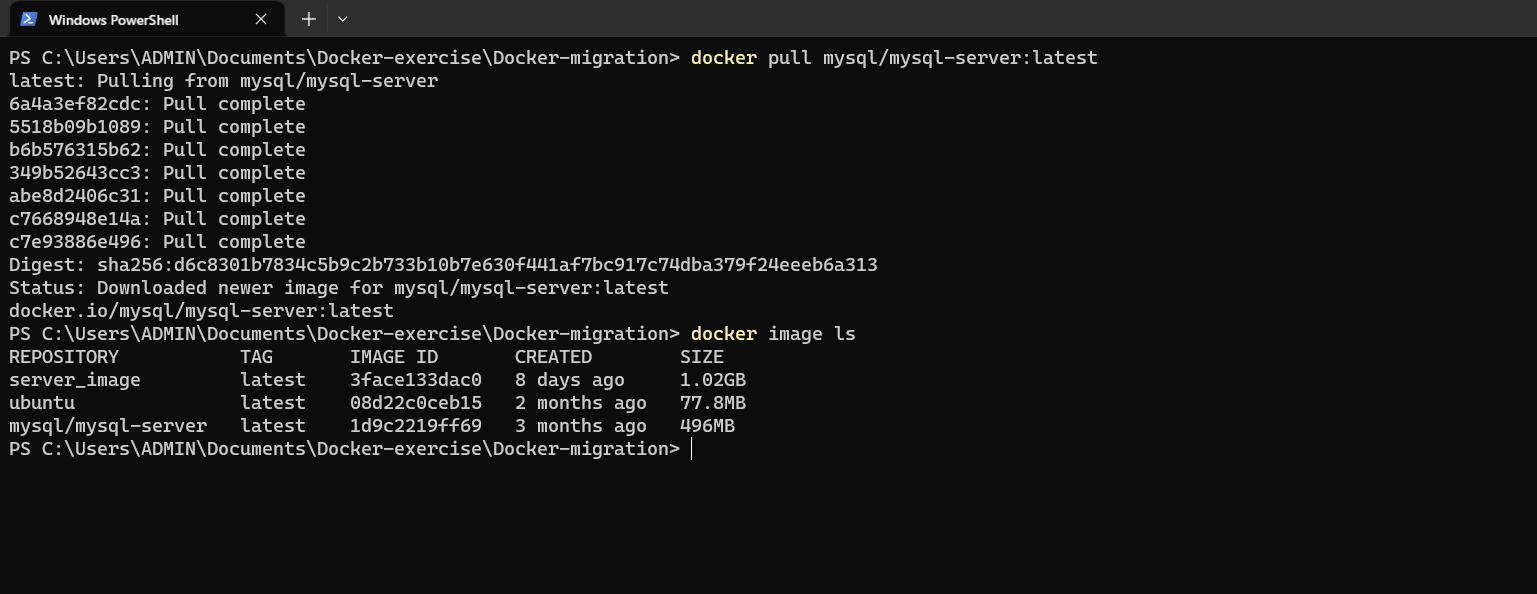 Windows PowerShell
PS C:\Users\ADMIN\Documents\Docker-exercise\Docker-migration> docker pull mysql/mysql-server:latest
latest: Pulling from mysql/mysql-server
6a4a3ef82cdc: Pull complete
5518b09b1089: Pull complete
b6b576315b62: Pull complete
349b52643cc3: Pull complete
abe8d2406c31: Pull complete
c7668948e14a: Pull complete
c7e93886e496: Pull complete
Digest: sha256:d6c8301b7834c5b9c2b733b10b7e630f441af7bc917c74dba379f24eeeb6a313
Status: Downloaded newer image for mysql/mysql-server:latest
docker.io/mysql/mysql-server:latest
PS C:\Users\ADMIN\Documents\Docker-exercise\Docker-migration> docker image ls
REPOSITORY           TAG       IMAGE ID       CREATED        SIZE
server_image         latest    3face133dac0   8 days ago     1.02GB
ubuntu               latest    08d22c0ceb15   2 months ago   77.8MB
mysql/mysql-server   latest    1d9c2219ff69   3 months ago   496MB
PS C:\Users\ADMIN\Documents\Docker-exercise\Docker-migration>